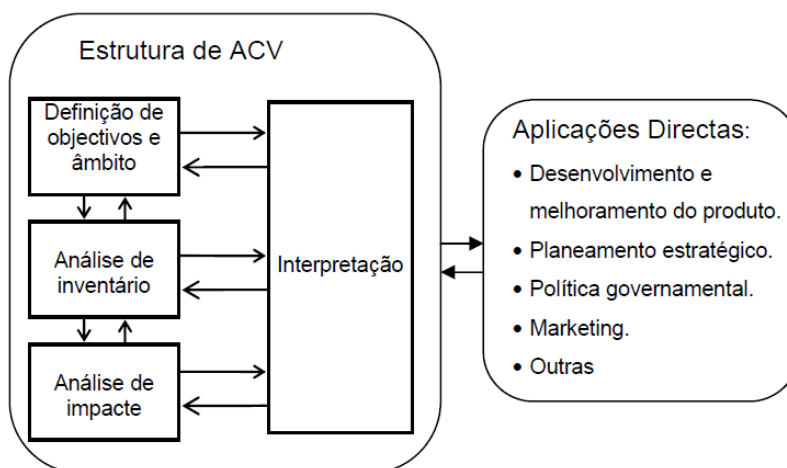 Estrutura de ACV
Definição de
objectivos e
âmbito
Análise de
inventário
Análise de
impacte
Interpretação
Aplicações Directas:
• Desenvolvimento e
melhoramento do produto.
• Planeamento estratégico.
• Política governamental.
• Marketing.
• Outras